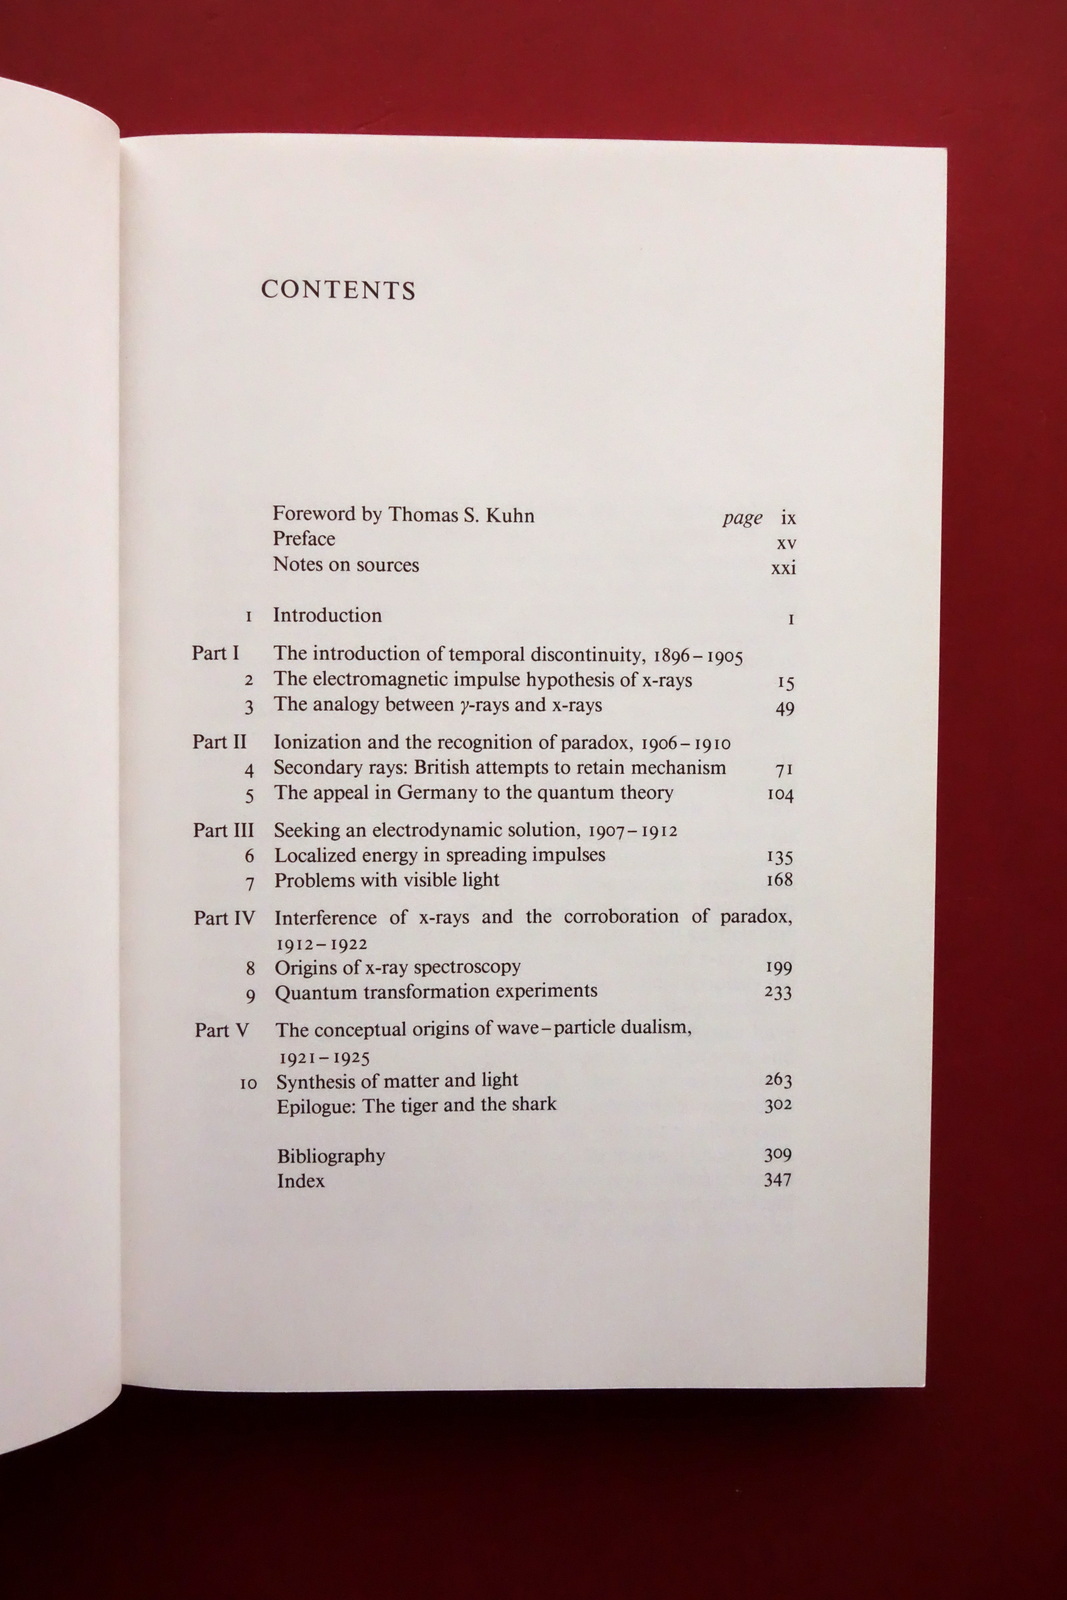 CONTENTS
Foreword by Thomas S. Kuhn page ix
Preface xv
Notes on sources xxi
1 Introduction 1
Part I The introduction of temporal discontinuity, 1896–1905
2 The electromagnetic impulse hypothesis of x-rays 15
3 The analogy between γ-rays and x-rays 49
Part II Ionization and the recognition of paradox, 1906–1910
4 Secondary rays: British attempts to retain mechanism 71
5 The appeal in Germany to the quantum theory 104
Part III Seeking an electrodynamic solution, 1907–1912
6 Localized energy in spreading impulses 135
7 Problems with visible light 168
Part IV Interference of x-rays and the corroboration of paradox,
1912–1922
8 Origins of x-ray spectroscopy 199
9 Quantum transformation experiments 233
Part V The conceptual origins of wave–particle dualism,
1921–1925
10 Synthesis of matter and light 263
Epilogue: The tiger and the shark 302
Bibliography 309
Index 347